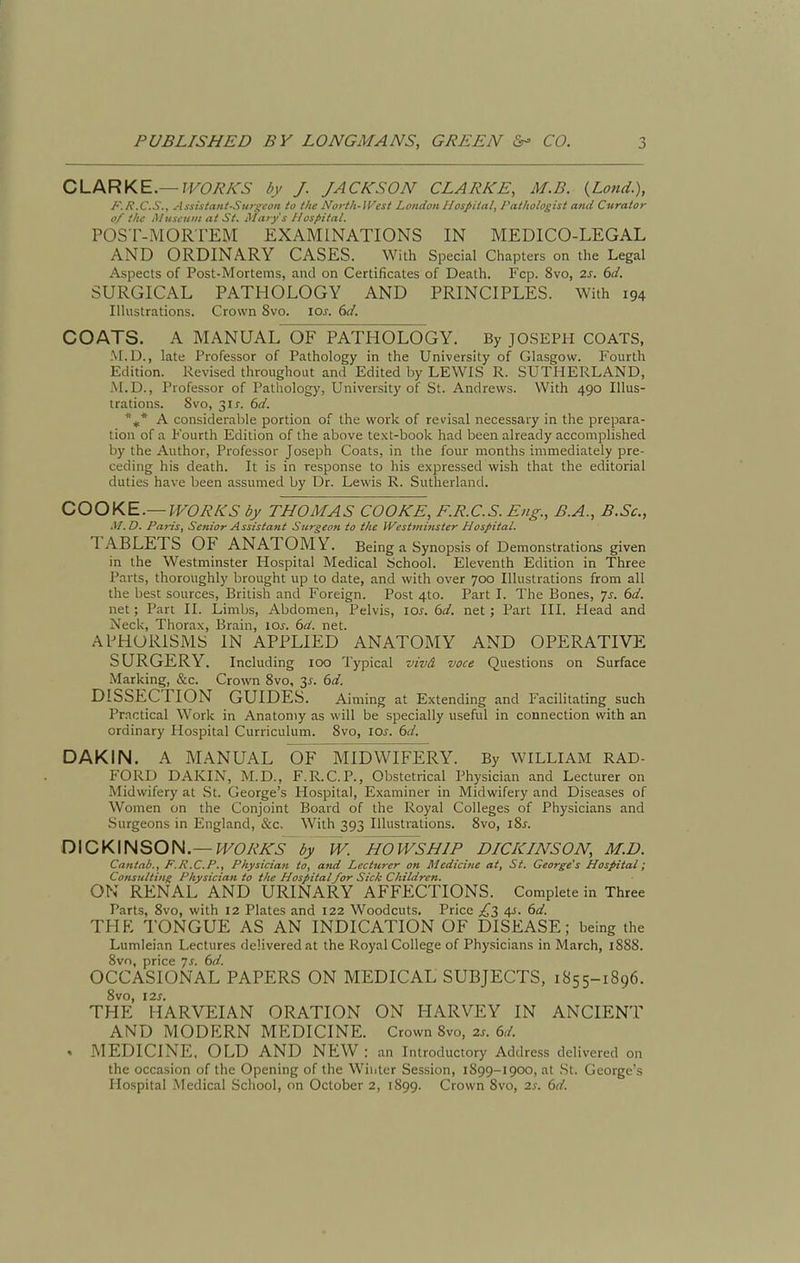 PUBLISHED BY LONGMANS, GREEN & CO. 3
CLARKE.—WORKS by J. JACKSON CLARKE, M.B. (Lond.),
F.R.C.S., Assistant-Surgeon to the North-West London Hospital, Pathologist and Curator
of the Museum at St. Mary's Hospital.
POST-MORTEM EXAMINATIONS IN MEDICO-LEGAL
AND ORDINARY CASES. With Special Chapters on the Legal
Aspects of Post-Mortems, and on Certificates of Death. Fcp. 8vo, 2s. 6d.
SURGICAL PATHOLOGY AND PRINCIPLES. With 194
Illustrations. Crown 8vo. 10s. 6d.
COATS. A MANUAL OF PATHOLOGY. By JOSEPH COATS,
M.D., late Professor of Pathology in the University of Glasgow. Fourth
Edition. Revised throughout and Edited by LEWIS R. SUTHERLAND,
M.D., Professor of Pathology, University of St. Andrews. With 490 Illus-
trations. 8vo, 31s. 6d.
*** A considerable portion of the work of revisal necessary in the prepara-
tion of a Fourth Edition of the above text-book had been already accomplished
by the Author, Professor Joseph Coats, in the four months immediately pre-
ceding his death. It is in response to his expressed wish that the editorial
duties have been assumed by Dr. Lewis R. Sutherland.
COOKE.—WORKS by THOMAS COOKE, F.R.C.S. Eng., B.A., B.Sc.,
M.D. Paris, Senior Assistant Surgeon to the Westminster Hospital.
TABLETS OF ANATOMY. Being a Synopsis of Demonstrations given
in the Westminster Hospital Medical School. Eleventh Edition in Three
Parts, thoroughly brought up to date, and with over 700 Illustrations from all
the best sources, British and Foreign. Post 4to. Part I. The Bones, 7s. 6d.
net; Part II. Limbs, Abdomen, Pelvis, 10s. 6d. net; Part III. Head and
Neck, Thorax, Brain, 10s. 6d. net.
APHORISMS IN APPLIED ANATOMY AND OPERATIVE
SURGERY. Including 100 Typical vivâ voce Questions on Surface
Marking, &c. Crown 8vo, 3s. 6d.
DISSECTION GUIDES. Aiming at Extending and Facilitating such
Practical Work in Anatomy as will be specially useful in connection with an
ordinary Hospital Curriculum. 8vo, 10s. 6d.
DAKIN. A MANUAL OF MIDWIFERY. By WILLIAM RAD-
FORD DAKIN, M.D., F.R.C.P., Obstetrical Physician and Lecturer on
Midwifery at St. George's Hospital, Examiner in Midwifery and Diseases of
Women on the Conjoint Board of the Royal Colleges of Physicians and
Surgeons in England, &c. With 393 Illustrations. 8vo, 18s.
DICKINSON.—WORKS by W. HOWSHIP DICKINSON, M.D.
Cantab., F.R.C.P., Physician to, and Lecturer on Medicine at, St. George's Hospital;
Consulting Physician to the Hospital for Sick Children.
ON RENAL AND URINARY AFFECTIONS. Complete in Three
Parts, 8vo, with 12 Plates and 122 Woodcuts. Price £3 4s. 6d.
THE TONGUE AS AN INDICATION OF DISEASE; being the
Lumleian Lectures delivered at the Royal College of Physicians in March, 1888.
8vo, price 7s. 6d.
OCCASIONAL PAPERS ON MEDICAL SUBJECTS, 1855-1896.
8vo, 12s.
THE HARVEIAN ORATION ON HARVEY IN ANCIENT
AND MODERN MEDICINE. Crown 8vo, 2s. 6d.
MEDICINE, OLD AND NEW: an Introductory Address delivered on
the occasion of the Opening of the Winter Session, 1899-1900, at St. George's
Hospital Medical School, on October 2, 1899. Crown 8vo, 2s. 6d.